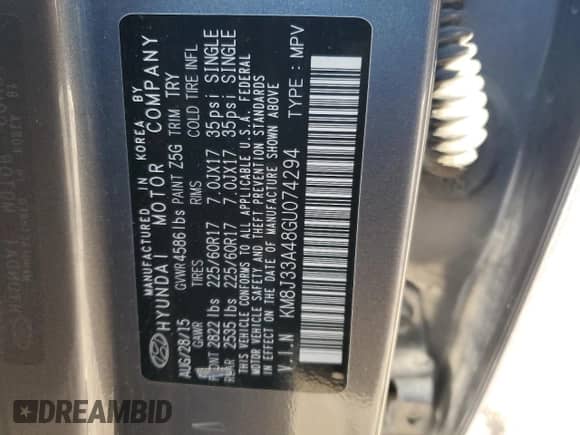 MANUFACTURED IN KOREA BY
HYUNDAI MOTOR COMPANY
AUG/28/15 GVWR 4586 lbs PAINT Z5G TRIM TRY
GAWR TIRES RIMS COLD TIRE INFL
FRONT 2822 lbs 225/60R17 7.0JX17 35psi SINGLE
REAR 2535 lbs 225/60R17 7.0JX17 35psi SINGLE
THIS VEHICLE CONFORMS TO ALL APPLICABLE U.S.A. FEDERAL
MOTOR VEHICLE SAFETY AND THEFT PREVENTION STANDARDS
IN EFFECT ON THE DATE OF MANUFACTURE SHOWN ABOVE
V.I.N KM8J33A48GU074294 TYPE : MPV
DREAMBID